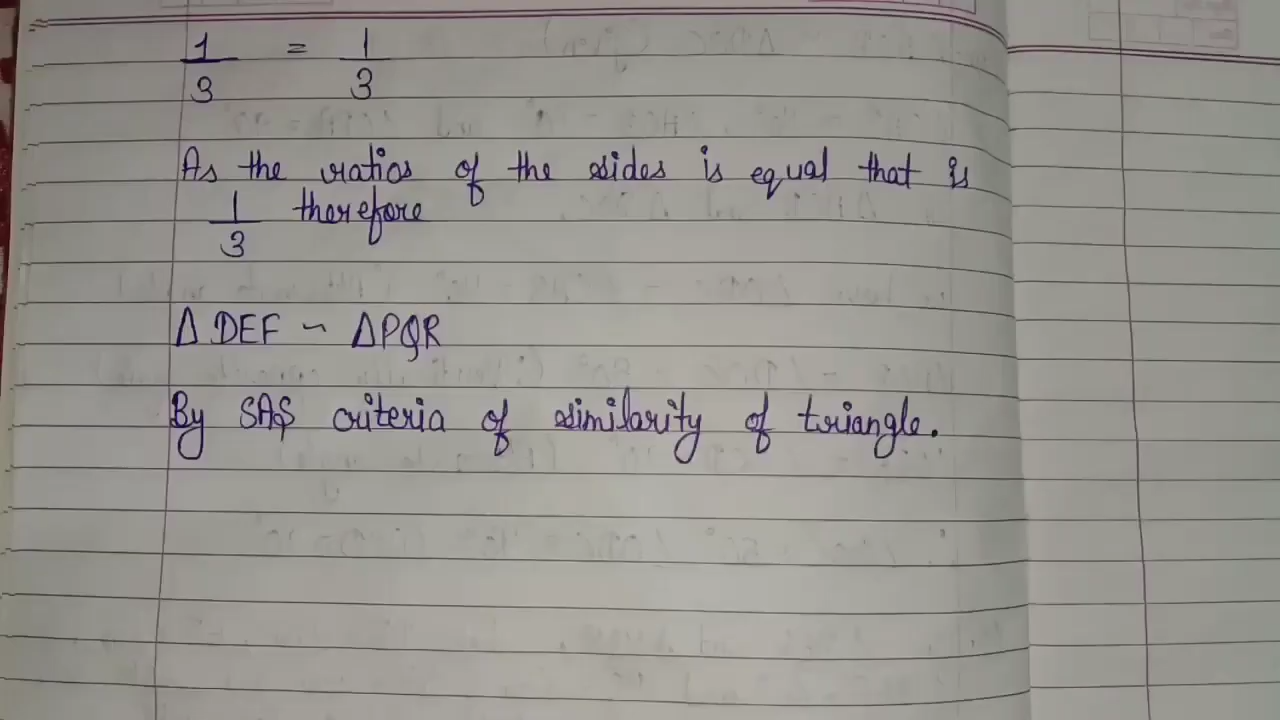 1/3 = 1/3
As the ratios of the sides is equal that is
1/3 therefore
Δ DEF ~ ΔPQR
By SAS criteria of similarity of triangle.